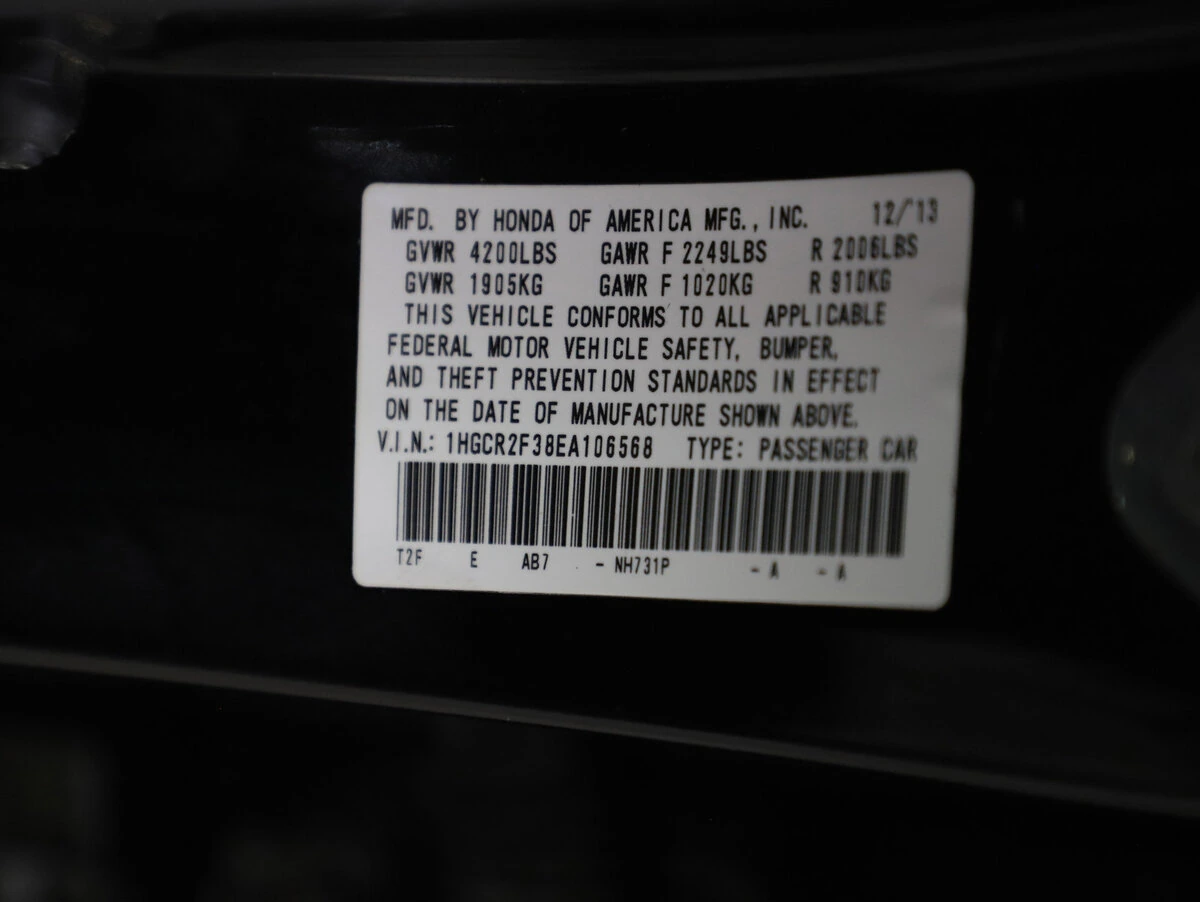 MFD. BY HONDA OF AMERICA MFG., INC. 12/13
GVWR 4200LBS GAWR F 2249LBS R 2006LBS
GVWR 1905KG GAWR F 1020KG R 910KG
THIS VEHICLE CONFORMS TO ALL APPLICABLE
FEDERAL MOTOR VEHICLE SAFETY, BUMPER,
AND THEFT PREVENTION STANDARDS IN EFFECT
ON THE DATE OF MANUFACTURE SHOWN ABOVE.
V.I.N.: 1HGCR2F38EA106568 TYPE: PASSENGER CAR
T2F E AB7 - NH731P - A - A